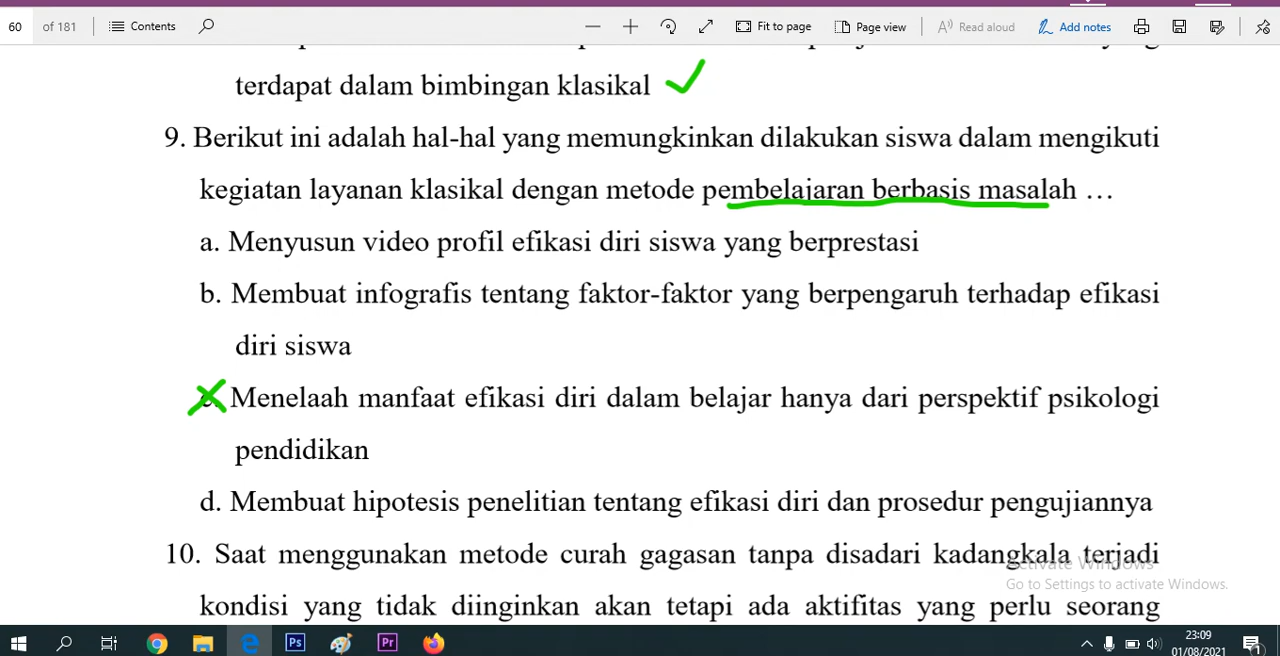 60 of 181 Contents Fit to page Page view Read aloud Add notes
terdapat dalam bimbingan klasikal
9. Berikut ini adalah hal-hal yang memungkinkan dilakukan siswa dalam mengikuti
kegiatan layanan klasikal dengan metode pembelajaran berbasis masalah …
a. Menyusun video profil efikasi diri siswa yang berprestasi
b. Membuat infografis tentang faktor-faktor yang berpengaruh terhadap efikasi
diri siswa
c. Menelaah manfaat efikasi diri dalam belajar hanya dari perspektif psikologi
pendidikan
d. Membuat hipotesis penelitian tentang efikasi diri dan prosedur pengujiannya
10. Saat menggunakan metode curah gagasan tanpa disadari kadangkala terjadi
Activate Windows
Go to Settings to activate Windows.
kondisi yang tidak diinginkan akan tetapi ada aktifitas yang perlu seorang
Ps Pr 23:09
01/08/2021 1